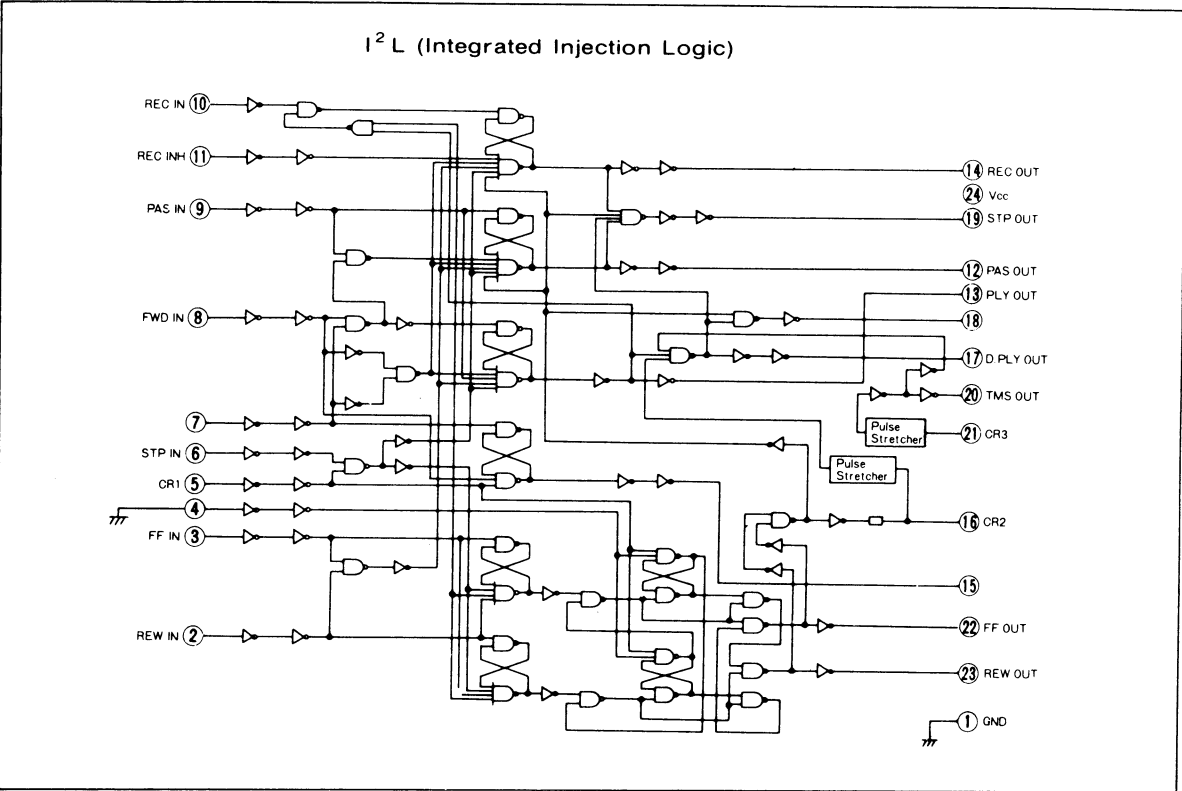 I² L (Integrated Injection Logic)
REC IN 10
REC INH 11
PAS IN 9
FWD IN 8
7
STP IN 6
CR1 5
4
FF IN 3
REW IN 2
14 REC OUT
24 Vcc
19 STP OUT
12 PAS OUT
13 PLY OUT
18
17 D.PLY OUT
20 TMS OUT
Pulse
Stretcher
21 CR3
Pulse
Stretcher
16 CR2
15
22 FF OUT
23 REW OUT
1 GND